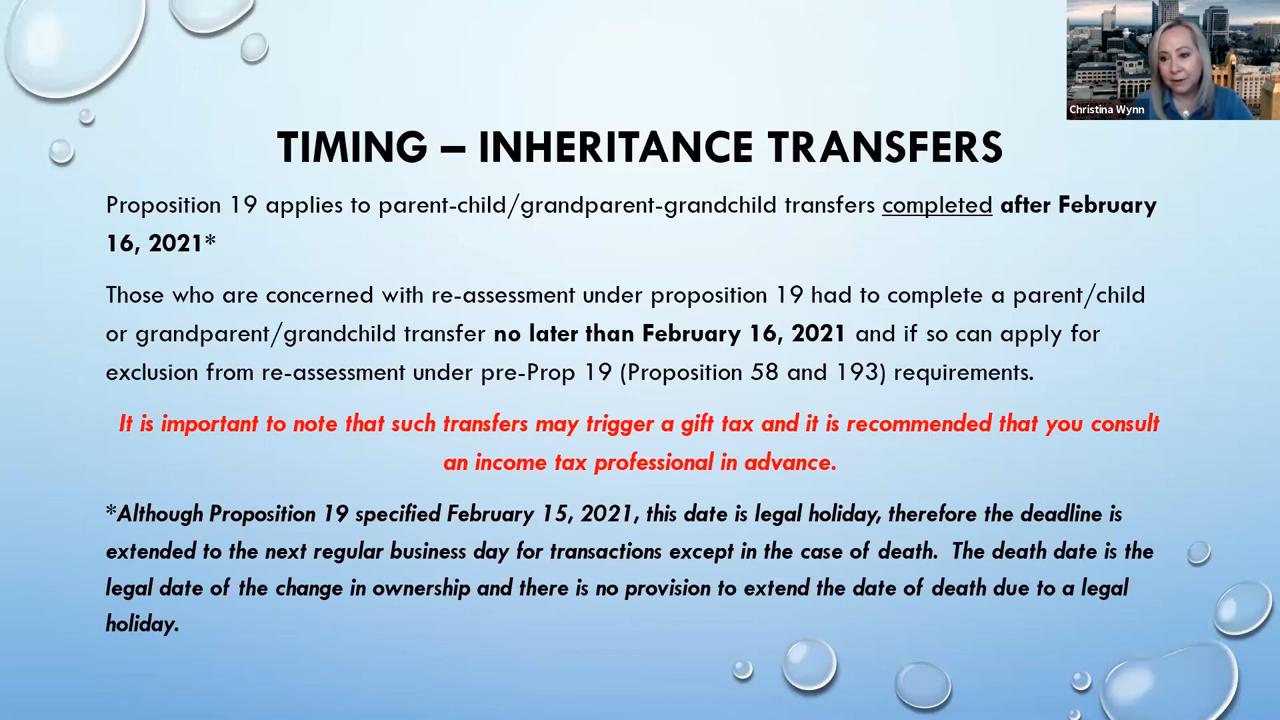 Christina Wynn
TIMING – INHERITANCE TRANSFERS
Proposition 19 applies to parent-child/grandparent-grandchild transfers completed after February
16, 2021*
Those who are concerned with re-assessment under proposition 19 had to complete a parent/child
or grandparent/grandchild transfer no later than February 16, 2021 and if so can apply for
exclusion from re-assessment under pre-Prop 19 (Proposition 58 and 193) requirements.
It is important to note that such transfers may trigger a gift tax and it is recommended that you consult
an income tax professional in advance.
*Although Proposition 19 specified February 15, 2021, this date is legal holiday, therefore the deadline is
extended to the next regular business day for transactions except in the case of death.  The death date is the
legal date of the change in ownership and there is no provision to extend the date of death due to a legal
holiday.